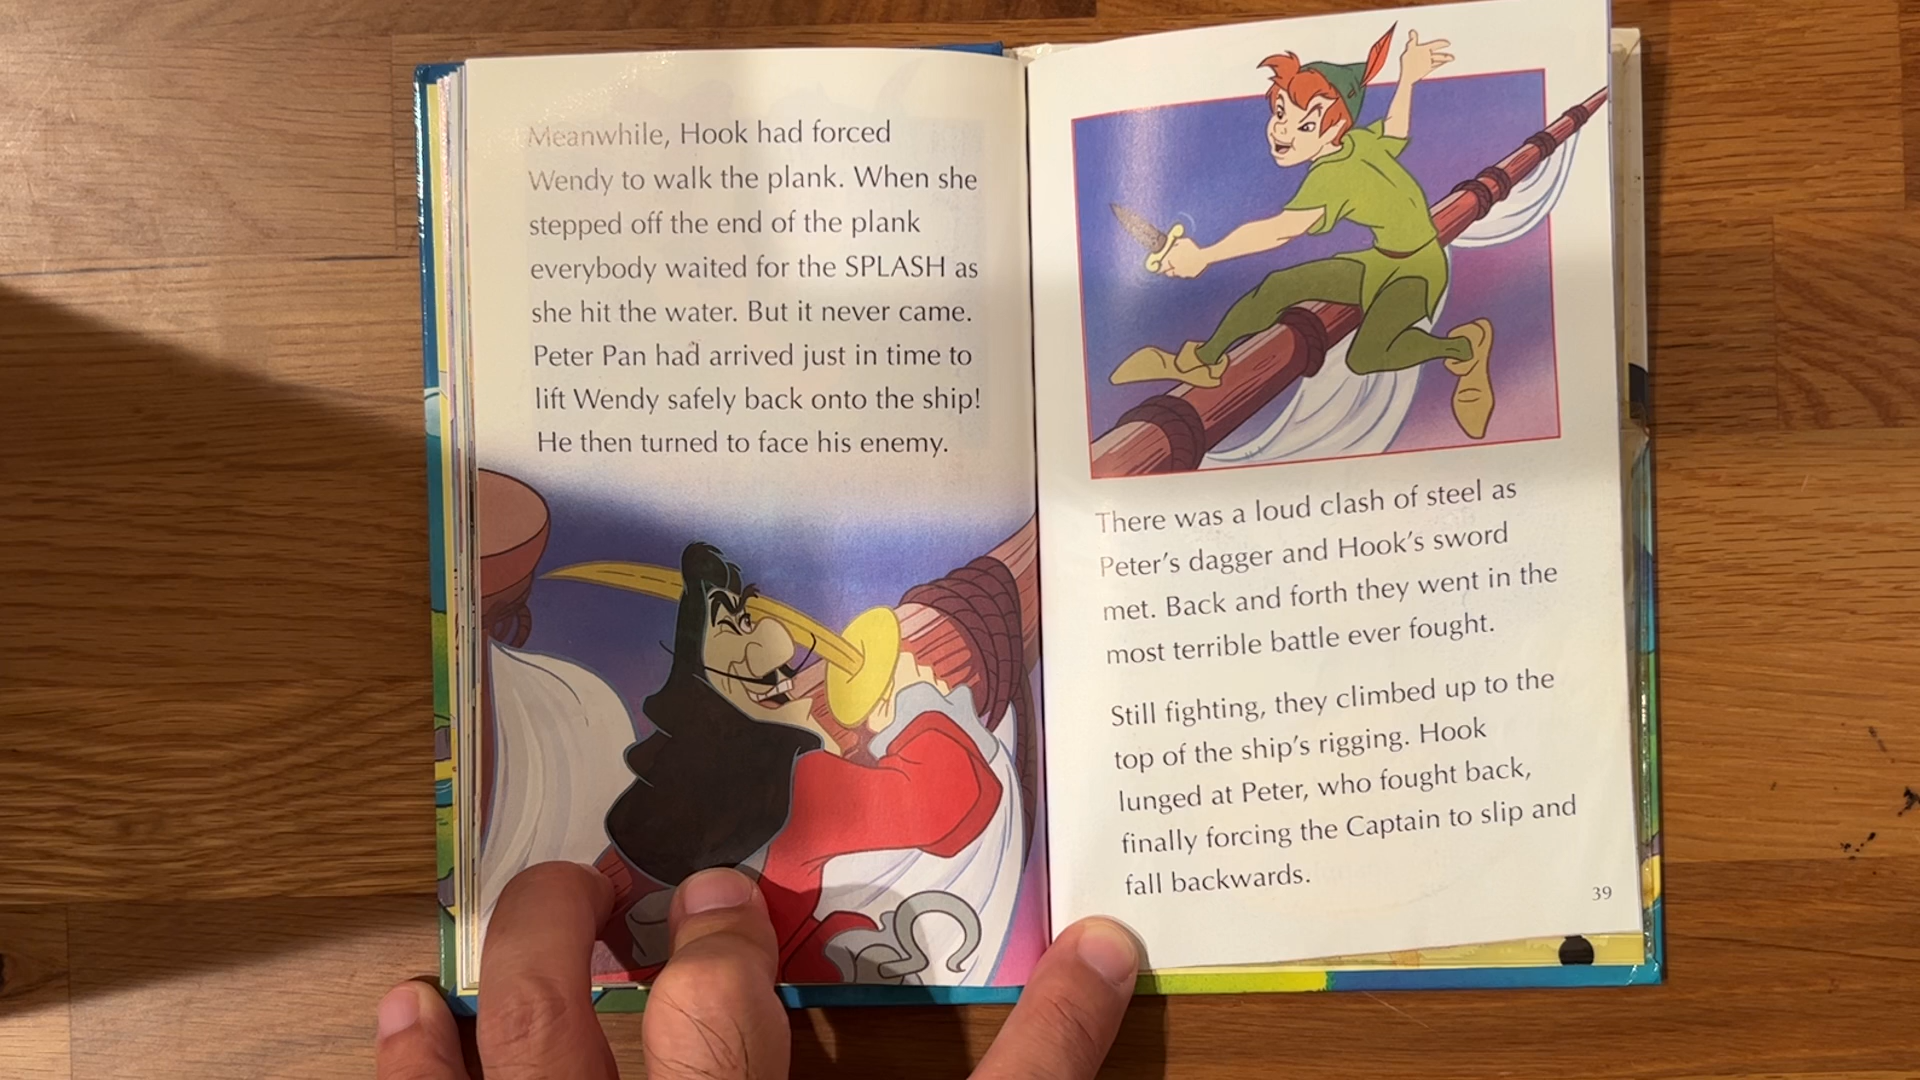 Meanwhile, Hook had forced
Wendy to walk the plank. When she
stepped off the end of the plank
everybody waited for the SPLASH as
she hit the water. But it never came.
Peter Pan had arrived just in time to
lift Wendy safely back onto the ship!
He then turned to face his enemy.
There was a loud clash of steel as
Peter's dagger and Hook's sword
met. Back and forth they went in the
most terrible battle ever fought.
Still fighting, they climbed up to the
top of the ship's rigging. Hook
lunged at Peter, who fought back,
finally forcing the Captain to slip and
fall backwards.
39